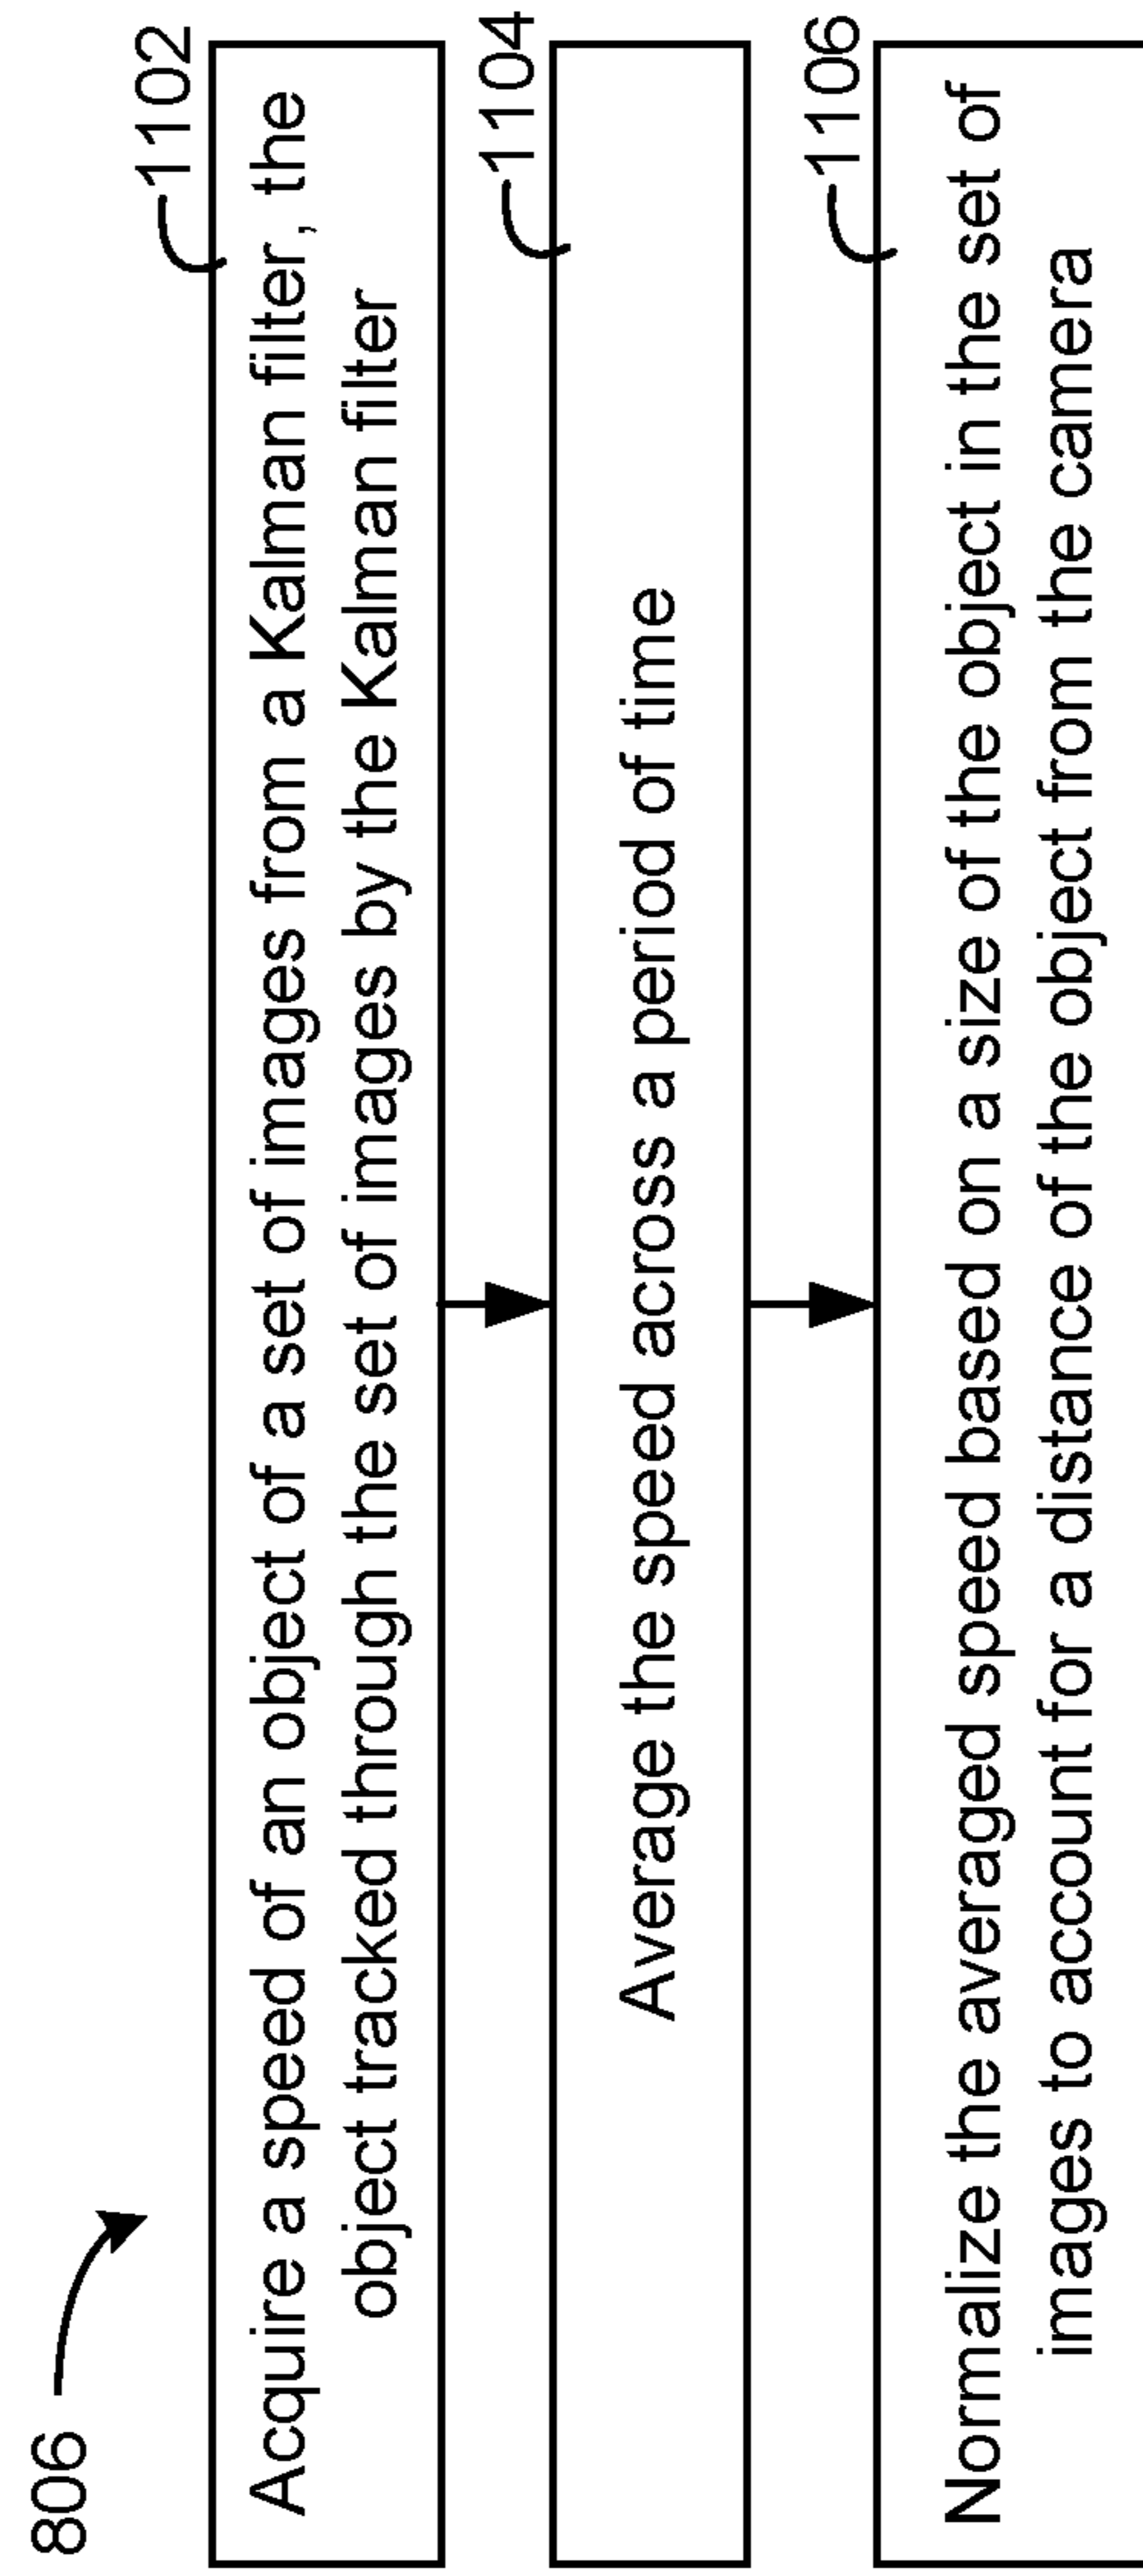 806
1102
Acquire a speed of an object of a set of images from a Kalman filter, the
object tracked through the set of images by the Kalman filter
1104
Average the speed across a period of time
1106
Normalize the averaged speed based on a size of the object in the set of
images to account for a distance of the object from the camera